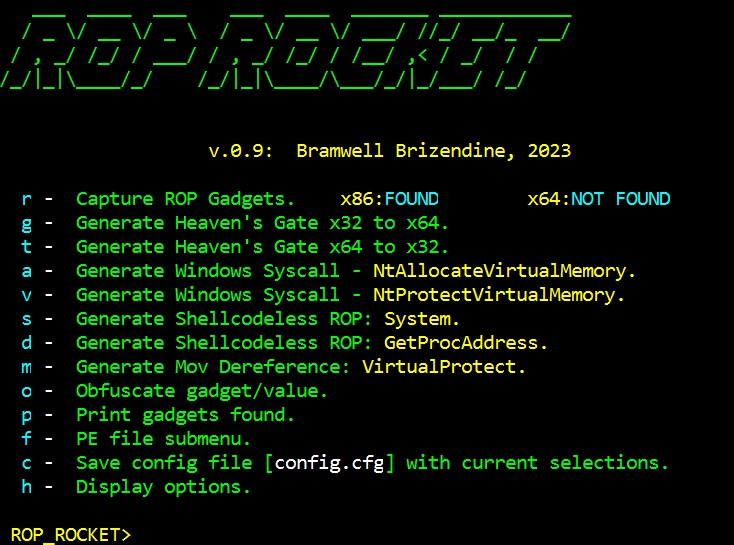 ROP ROCKET
v.0.9:  Bramwell Brizendine, 2023
r -  Capture ROP Gadgets.    x86:FOUND        x64:NOT FOUND
g -  Generate Heaven's Gate x32 to x64.
t -  Generate Heaven's Gate x64 to x32.
a -  Generate Windows Syscall - NtAllocateVirtualMemory.
v -  Generate Windows Syscall - NtProtectVirtualMemory.
s -  Generate Shellcodeless ROP: System.
d -  Generate Shellcodeless ROP: GetProcAddress.
m -  Generate Mov Dereference: VirtualProtect.
o -  Obfuscate gadget/value.
p -  Print gadgets found.
f -  PE file submenu.
c -  Save config file [config.cfg] with current selections.
h -  Display options.
ROP_ROCKET>